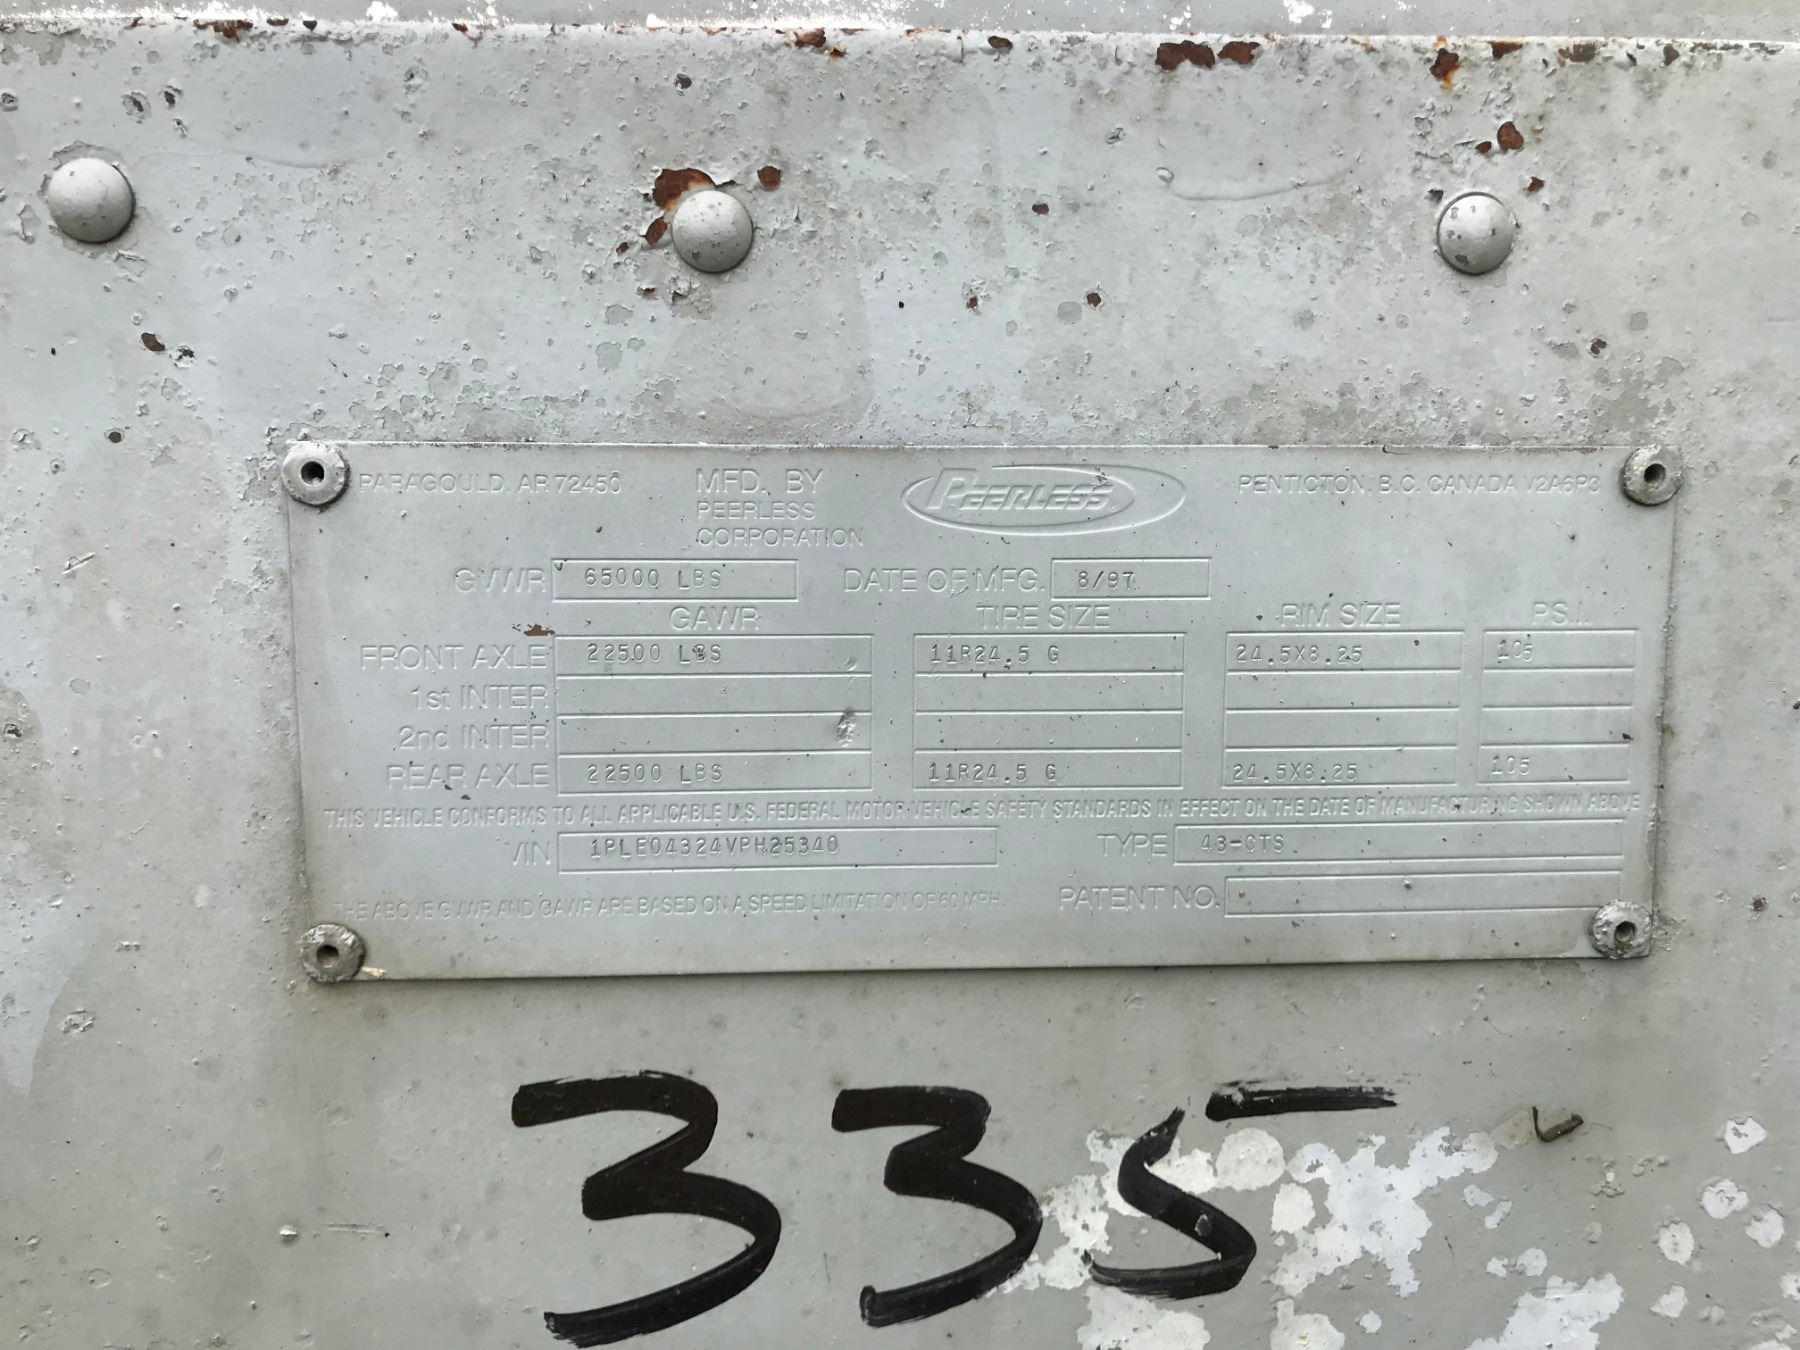 PARAGOULD, AR 72450 MFD. BY PEERLESS CORPORATION PEERLESS PENTICTON, B.C. CANADA V2A6P3
GVWR 65000 LBS DATE OF MFG. 8/97
GAWR TIRE SIZE RIM SIZE P.S.I.
FRONT AXLE 22500 LBS 11R24.5 G 24.5X8.25 105
1st INTER
2nd INTER
REAR AXLE 22500 LBS 11R24.5 G 24.5X8.25 105
THIS VEHICLE CONFORMS TO ALL APPLICABLE U.S. FEDERAL MOTOR VEHICLE SAFETY STANDARDS IN EFFECT ON THE DATE OF MANUFACTURING SHOWN ABOVE
VIN 1PLE04324VPH25340 TYPE 43-CTS
THE ABOVE GVWR AND GAWR ARE BASED ON A SPEED LIMITATION OF 60 MPH. PATENT NO.
335